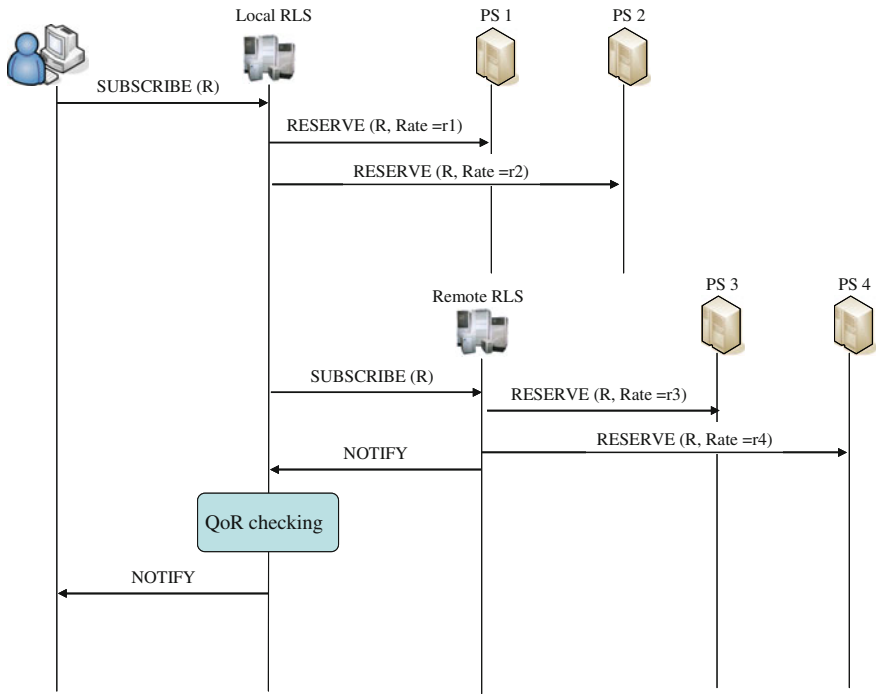 Local RLS
PS 1
PS 2
SUBSCRIBE (R)
RESERVE (R, Rate =r1)
RESERVE (R, Rate =r2)
Remote RLS
PS 3
PS 4
SUBSCRIBE (R)
RESERVE (R, Rate =r3)
RESERVE (R, Rate =r4)
NOTIFY
QoR checking
NOTIFY